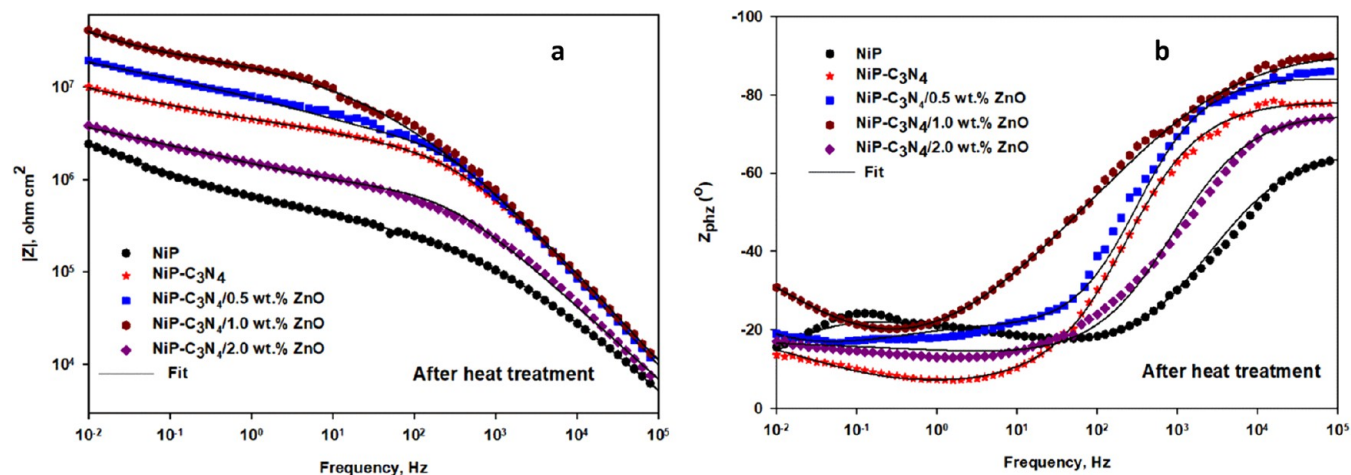 a
|Z|, ohm cm²
10⁷
10⁶
10⁵
10⁴
NiP
NiP-C₃N₄
NiP-C₃N₄/0.5 wt.% ZnO
NiP-C₃N₄/1.0 wt.% ZnO
NiP-C₃N₄/2.0 wt.% ZnO
Fit
After heat treatment
10⁻² 10⁻¹ 10⁰ 10¹ 10² 10³ 10⁴ 10⁵
Frequency, Hz
b
Zphz (°)
-100
-80
-60
-40
-20
0
NiP
NiP-C₃N₄
NiP-C₃N₄/0.5 wt.% ZnO
NiP-C₃N₄/1.0 wt.% ZnO
NiP-C₃N₄/2.0 wt.% ZnO
Fit
After heat treatment
10⁻² 10⁻¹ 10⁰ 10¹ 10² 10³ 10⁴ 10⁵
Frequency, Hz